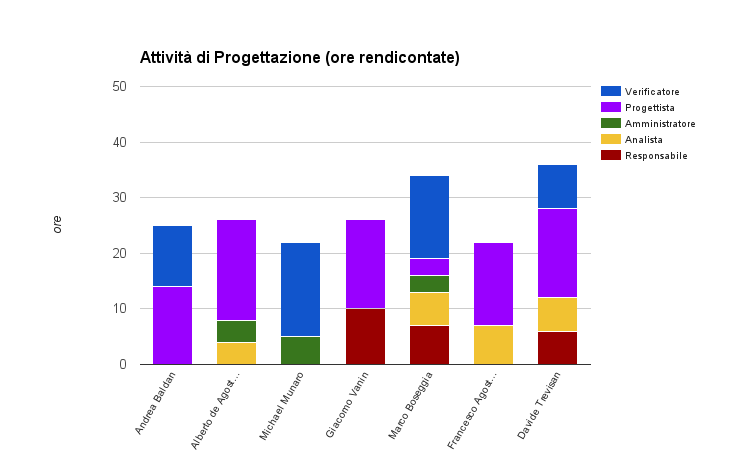 Attività di Progettazione (ore rendicontate)
50
40
30
20
10
0
ore
Verificatore
Progettista
Amministratore
Analista
Responsabile
Andrea Baldan
Alberto de Agost...
Michael Munaro
Giacomo Vanin
Marco Boseggia
Francesco Agost...
Davide Trevisan